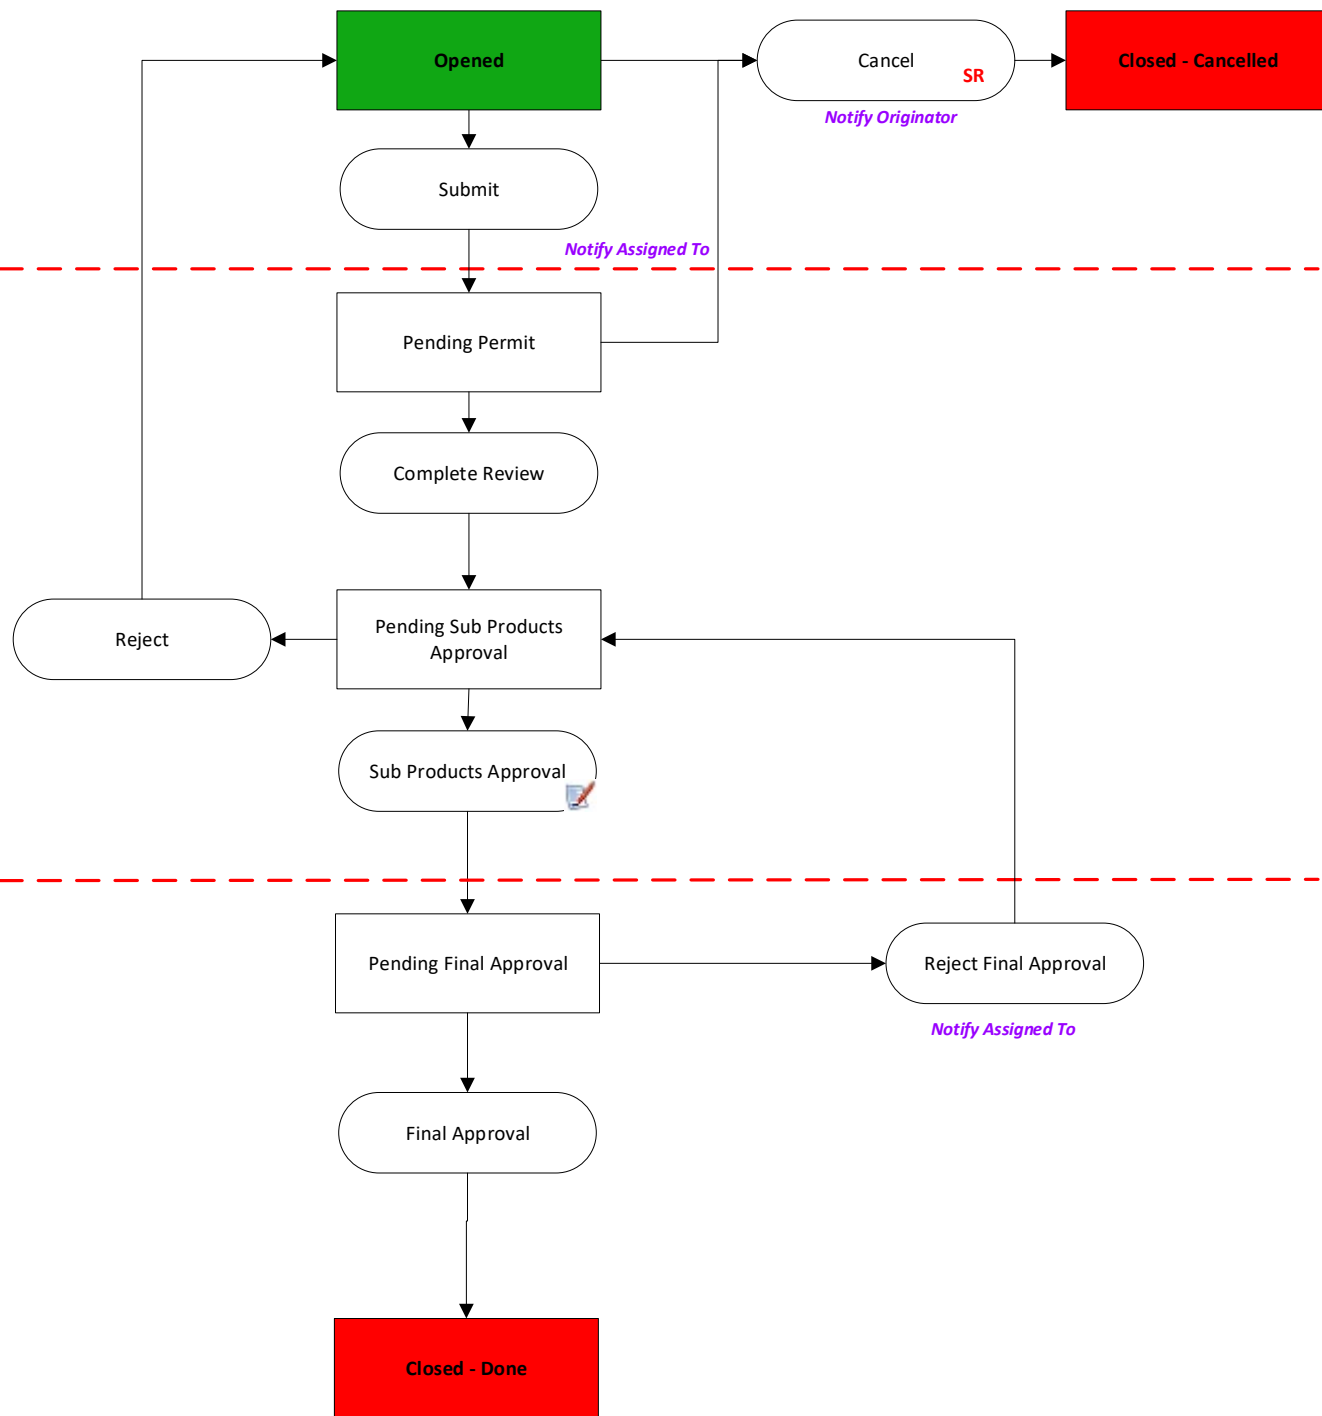 Opened
Cancel
SR
Closed - Cancelled
Notify Originator
Submit
Notify Assigned To
Pending Permit
Complete Review
Reject
Pending Sub Products
Approval
Sub Products Approval
Pending Final Approval
Reject Final Approval
Notify Assigned To
Final Approval
Closed - Done